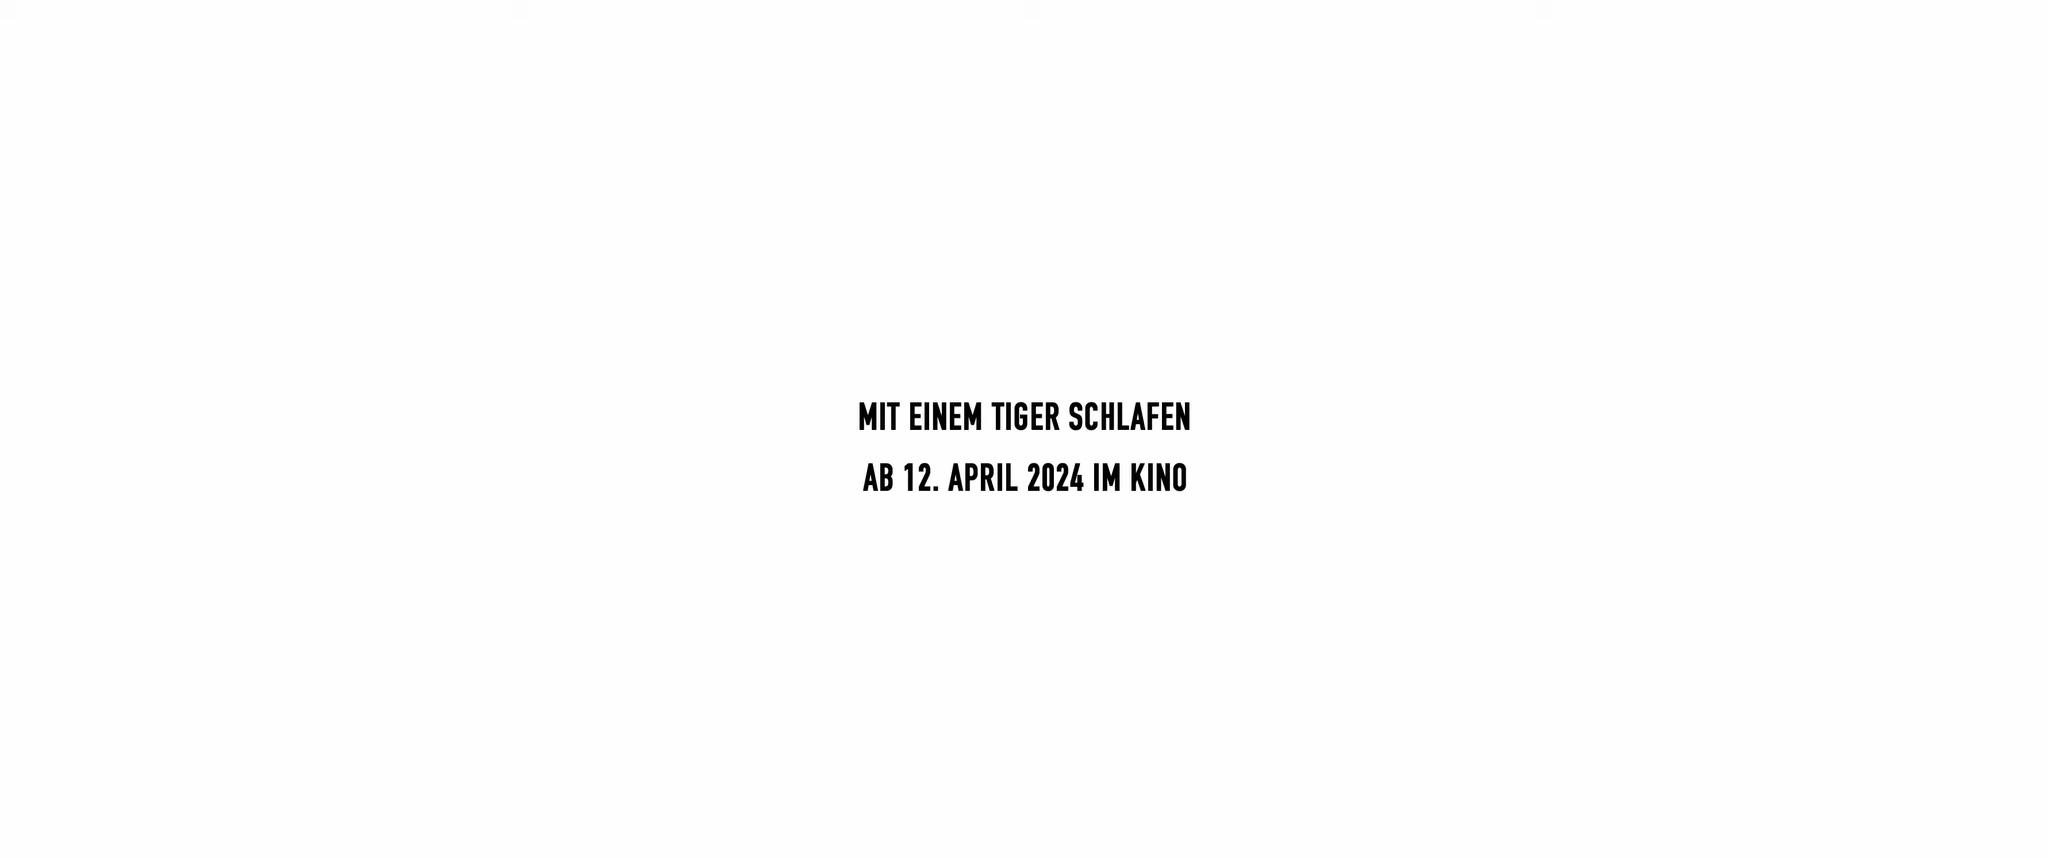 MIT EINEM TIGER SCHLAFEN
AB 12. APRIL 2024 IM KINO